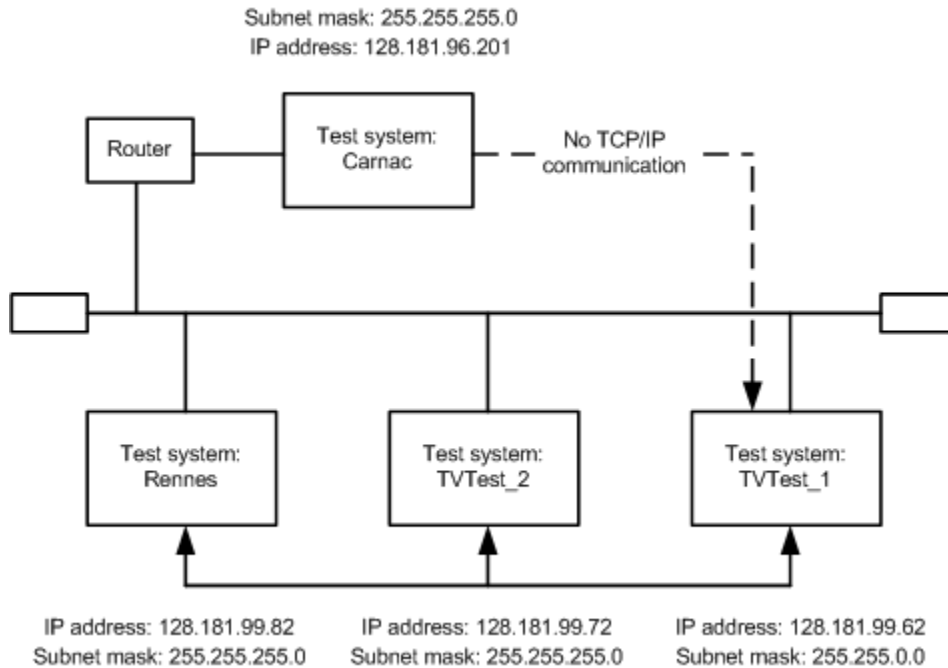 Subnet mask: 255.255.255.0
IP address: 128.181.96.201
Router
Test system:
Carnac
No TCP/IP
communication
Test system:
Rennes
Test system:
TVTest_2
Test system:
TVTest_1
IP address: 128.181.99.82
Subnet mask: 255.255.255.0
IP address: 128.181.99.72
Subnet mask: 255.255.255.0
IP address: 128.181.99.62
Subnet mask: 255.255.0.0